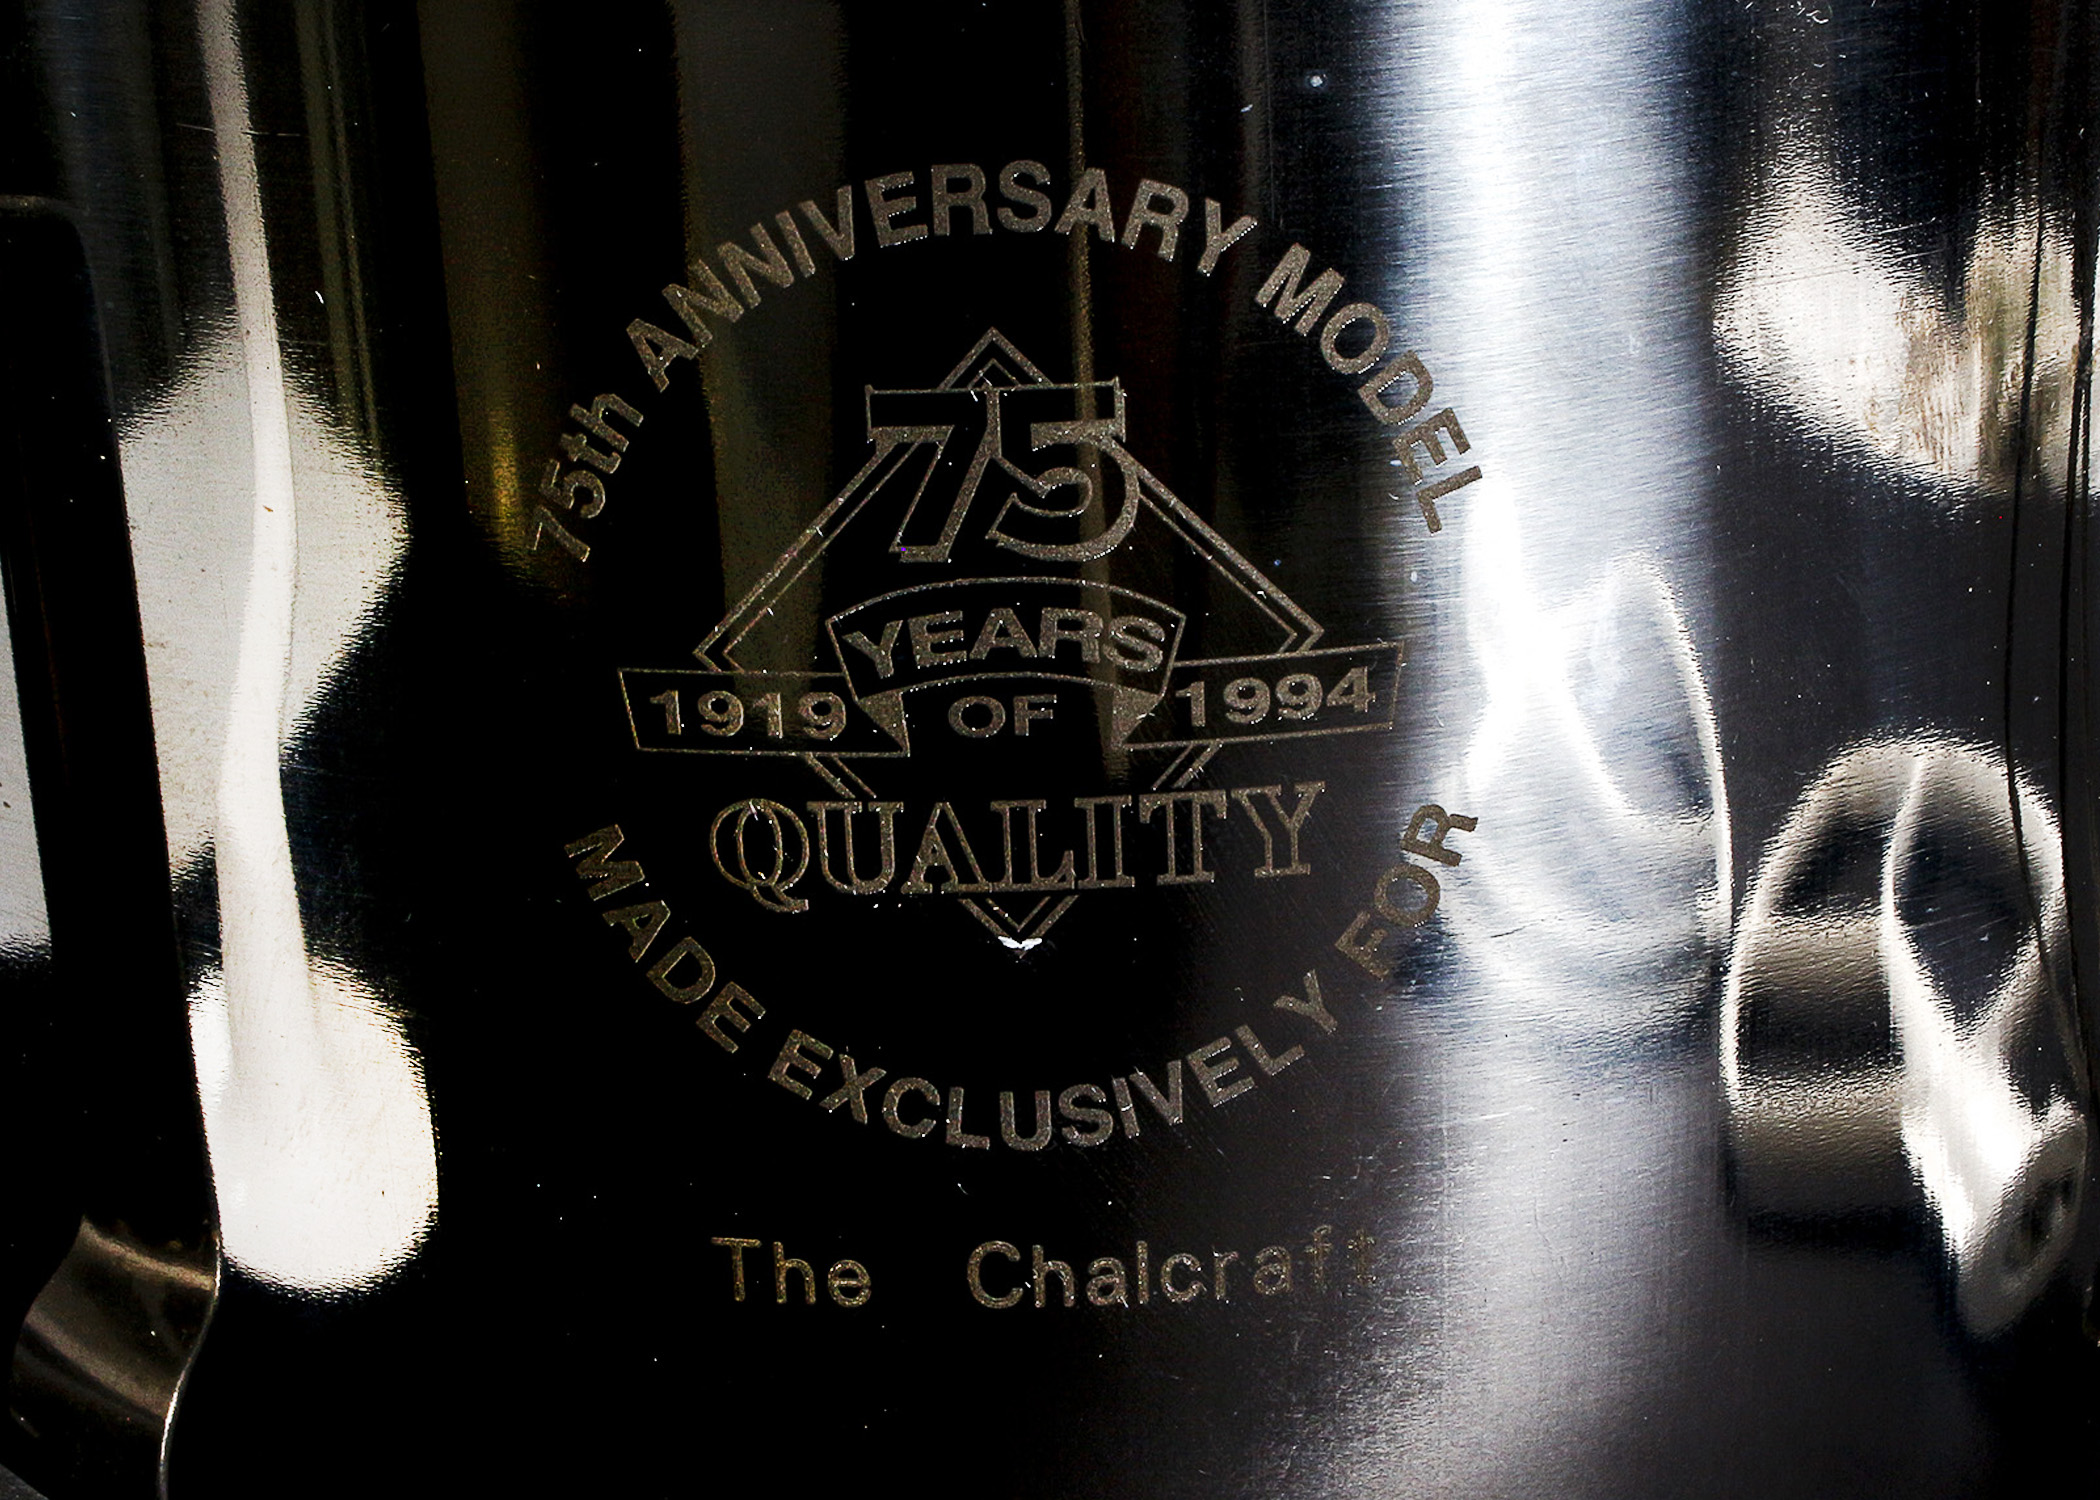 75th ANNIVERSARY MODEL
75
YEARS
1919 OF 1994
QUALITY
MADE EXCLUSIVELY FOR
The Chalcraft